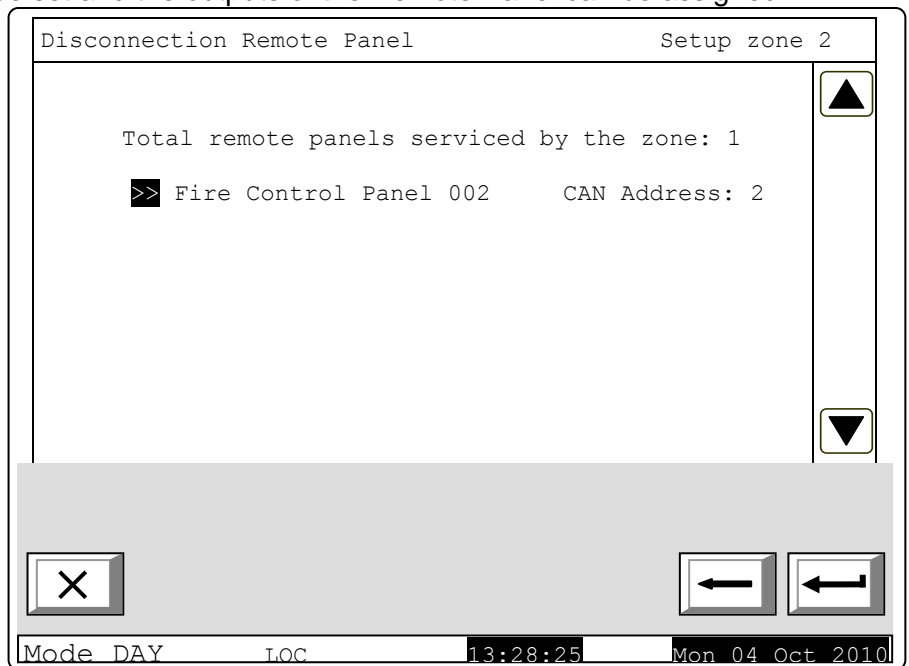 Disconnection Remote Panel Setup zone 2
Total remote panels serviced by the zone: 1
>> Fire Control Panel 002 CAN Address: 2
Mode DAY LOC 13:28:25 Mon 04 Oct 2010